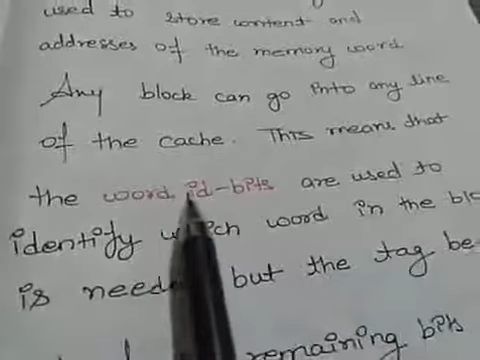 used to store content and
addresses of the memory word
Any block can go into any line
of the cache. This means that
the word id-bits are used to
identify which word in the blo
is needed but the tag be
remaining bits